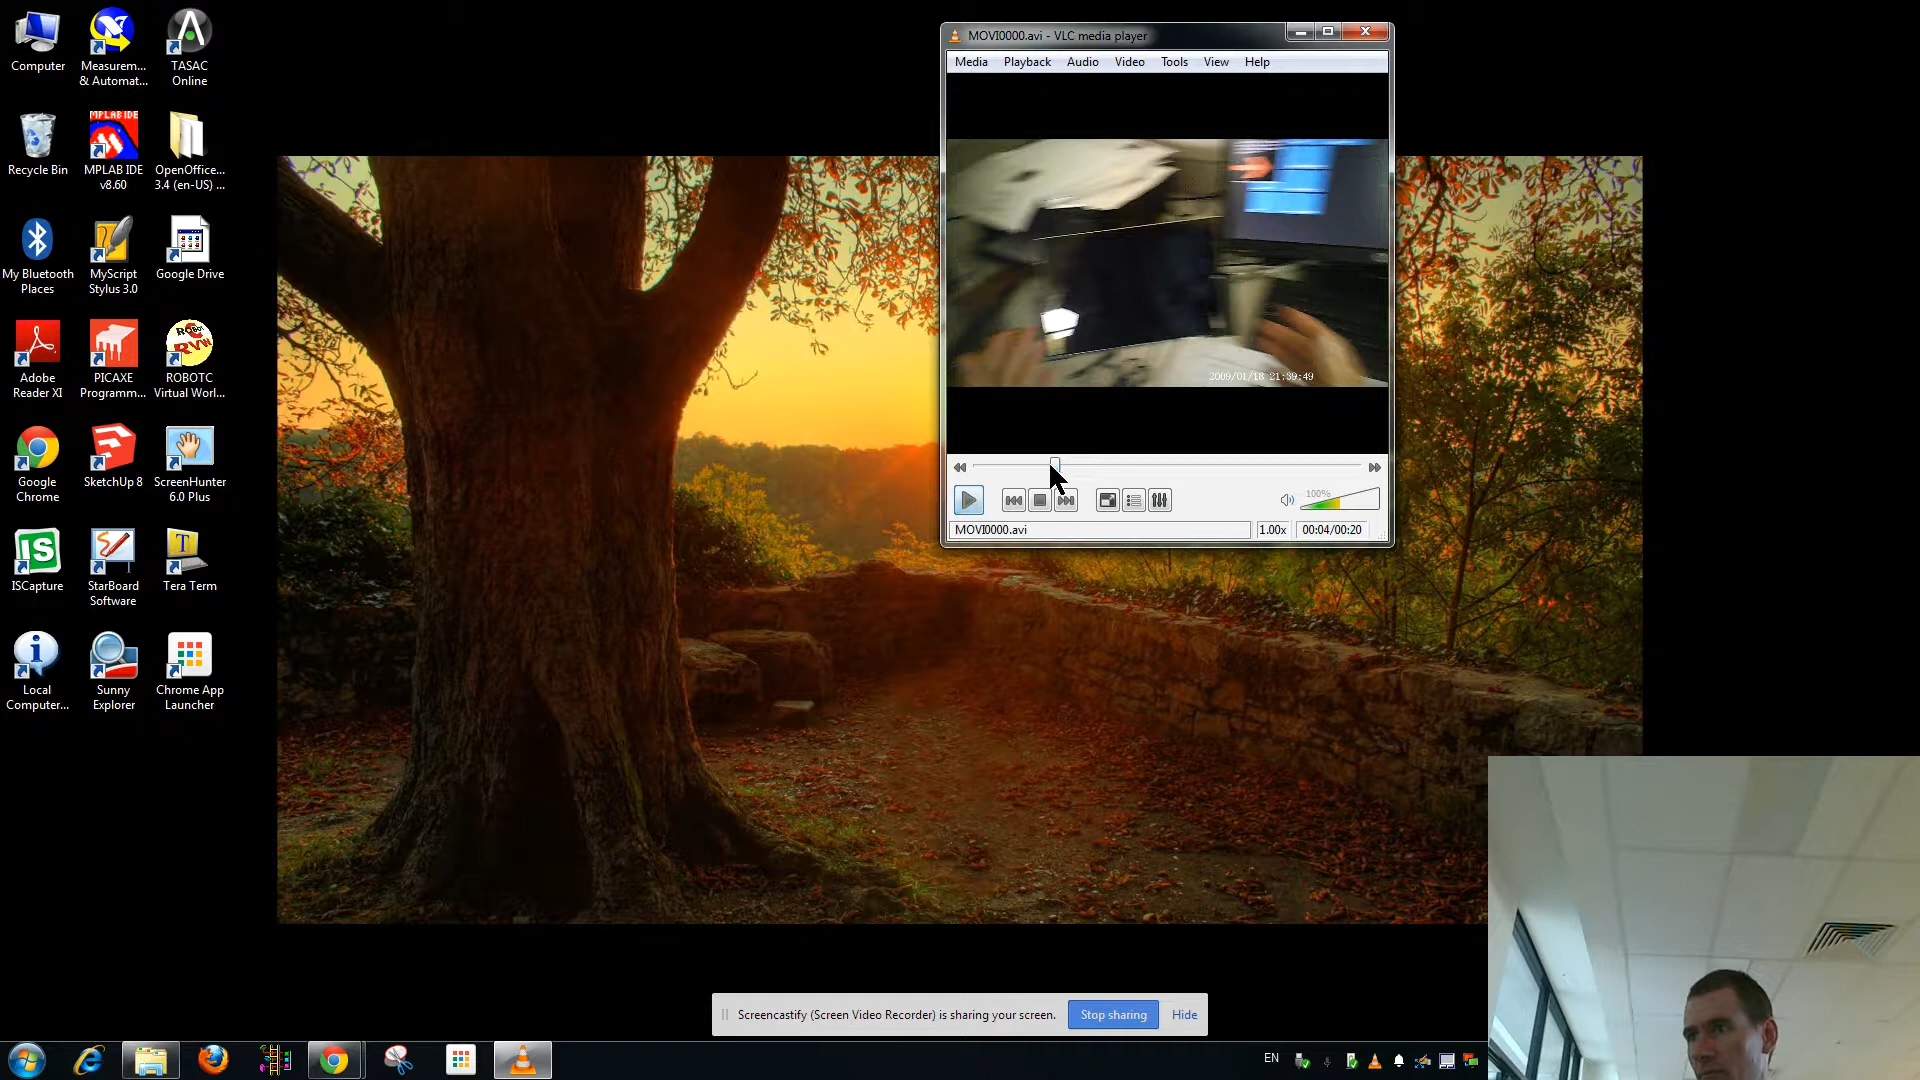 Computer
Measurem...
& Automat...
TASAC
Online
Recycle Bin
MPLAB IDE
MPLAB IDE
v8.60
OpenOffice...
3.4 (en-US) ...
My Bluetooth
Places
MyScript
Stylus 3.0
Google Drive
Adobe
Reader XI
PICAXE
Programm...
ROBOTC
Virtual Worl...
Google
Chrome
SketchUp 8
ScreenHunter
6.0 Plus
IS
ISCapture
StarBoard
Software
Tera Term
Local
Computer...
Sunny
Explorer
Chrome App
Launcher
MOVI0000.avi - VLC media player
Media Playback Audio Video Tools View Help
2009/01/18 21:39:49
100%
MOVI0000.avi 1.00x 00:04/00:20
Screencastify (Screen Video Recorder) is sharing your screen. Stop sharing Hide
EN